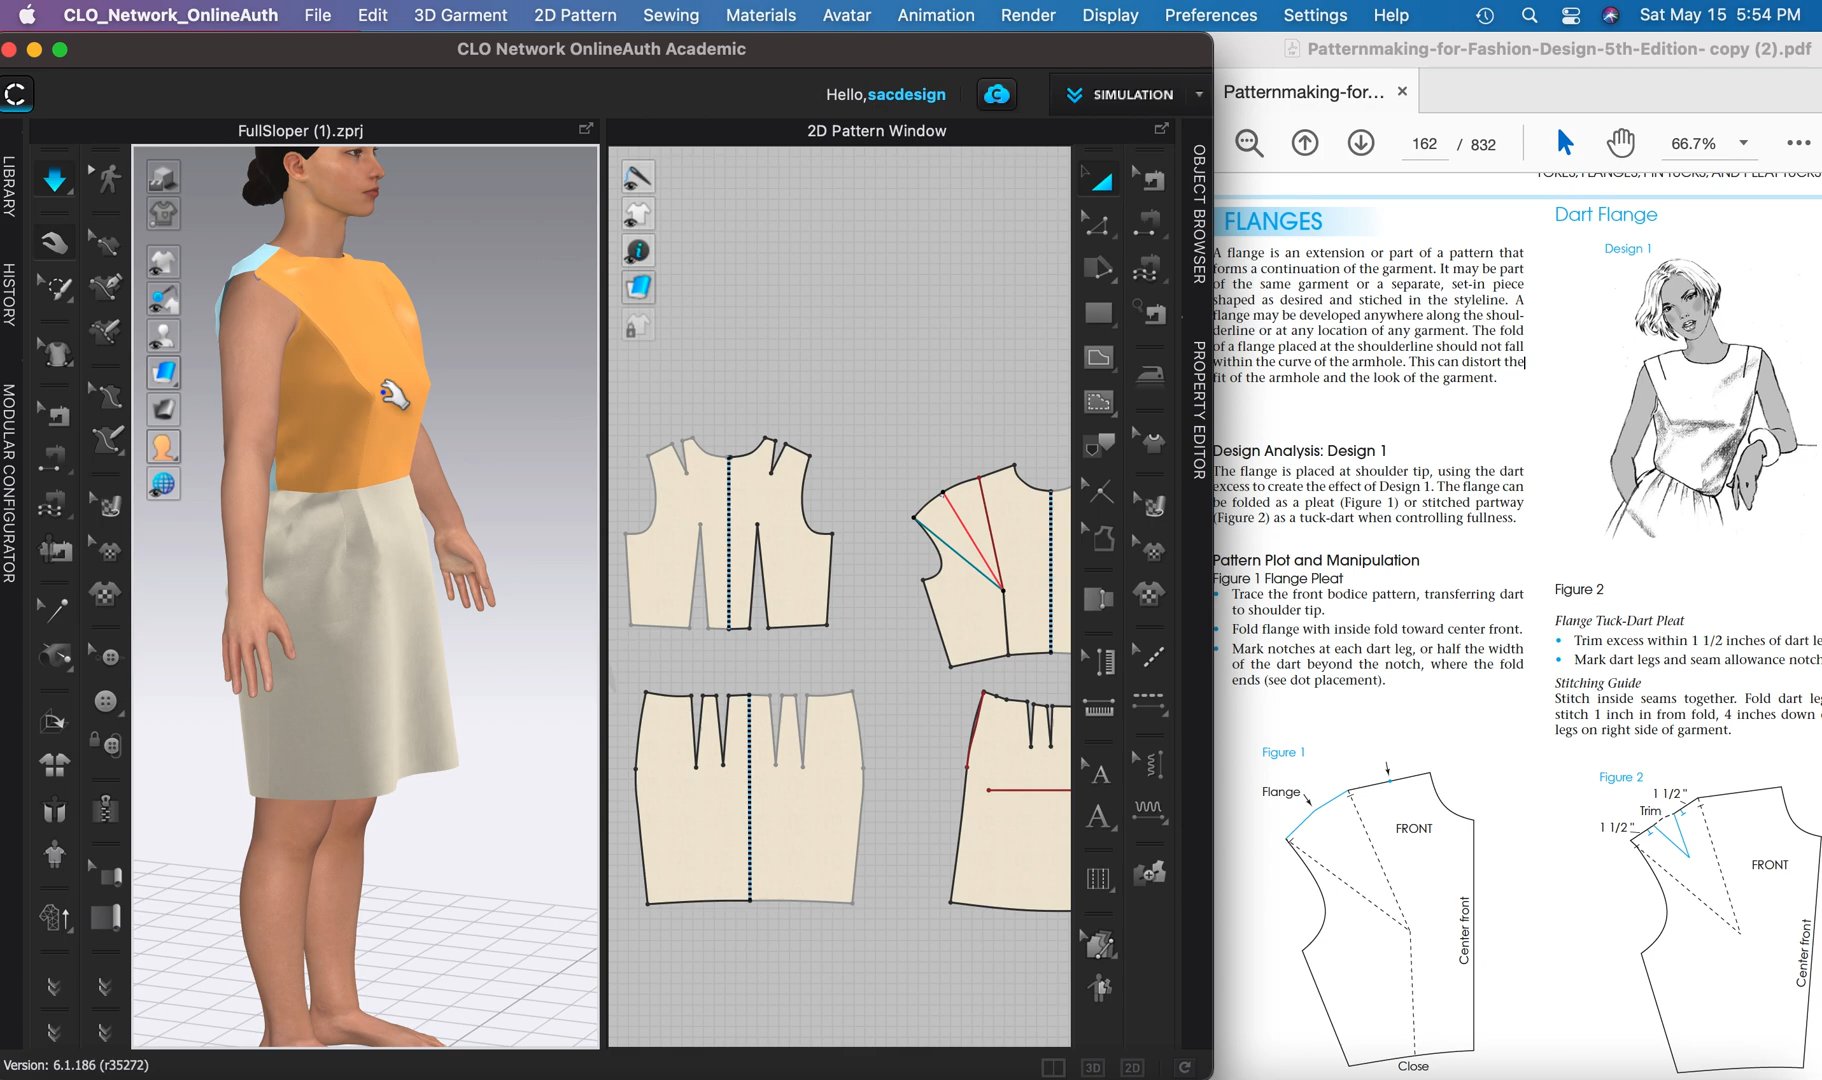 CLO_Network_OnlineAuth File Edit 3D Garment 2D Pattern Sewing Materials Avatar Animation Render Display Preferences Settings Help Sat May 15 5:54 PM
CLO Network OnlineAuth Academic
Hello,sacdesign
SIMULATION
FullSloper (1).zprj
2D Pattern Window
LIBRARY
HISTORY
MODULAR CONFIGURATOR
OBJECT BROWSER
PROPERTY EDITOR
Version: 6.1.186 (r35272)
3D 2D
Patternmaking-for-Fashion-Design-5th-Edition- copy (2).pdf
Patternmaking-for... ×
162 / 832
66.7%
FLANGES
A flange is an extension or part of a pattern that
forms a continuation of the garment. It may be part
of the same garment or a separate, set-in piece
shaped as desired and stiched in the styleline. A
flange may be developed anywhere along the shoul-
derline or at any location of any garment. The fold
of a flange placed at the shoulderline should not fall
within the curve of the armhole. This can distort the
fit of the armhole and the look of the garment.
Design Analysis: Design 1
The flange is placed at shoulder tip, using the dart
excess to create the effect of Design 1. The flange can
be folded as a pleat (Figure 1) or stitched partway
(Figure 2) as a tuck-dart when controlling fullness.
Pattern Plot and Manipulation
Figure 1 Flange Pleat
• Trace the front bodice pattern, transferring dart
to shoulder tip.
• Fold flange with inside fold toward center front.
• Mark notches at each dart leg, or half the width
of the dart beyond the notch, where the fold
ends (see dot placement).
Figure 1
Flange
FRONT
Center front
Close
Dart Flange
Design 1
Figure 2
Flange Tuck-Dart Pleat
• Trim excess within 1 1/2 inches of dart le
• Mark dart legs and seam allowance notch
Stitching Guide
Stitch inside seams together. Fold dart leg
stitch 1 inch in from fold, 4 inches down
legs on right side of garment.
Figure 2
1 1/2"
Trim
1 1/2"
FRONT
Center front